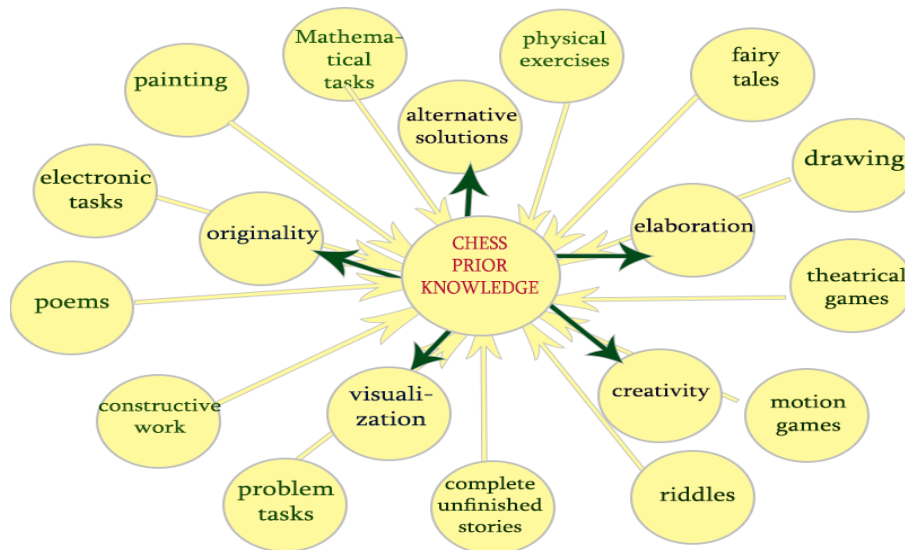 Mathema-
tical tasks
physical
exercises
fairy
tales
painting
alternative
solutions
drawing
electronic
tasks
originality
elaboration
CHESS
PRIOR
KNOWLEDGE
theatrical
games
poems
visuali-
zation
creativity
constructive
work
motion
games
problem
tasks
complete
unfinished
stories
riddles